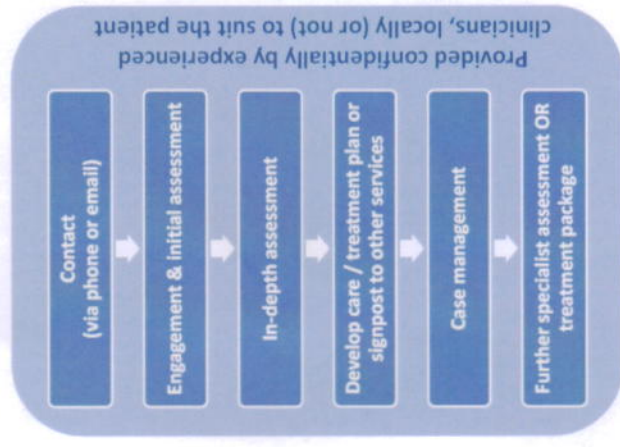 Contact
(via phone or email)
Engagement & initial assessment
In-depth assessment
Develop care / treatment plan or
signpost to other services
Case management
Further specialist assessment OR
treatment package
Provided confidentially by experienced
clinicians, locally (or not) to suit the patient